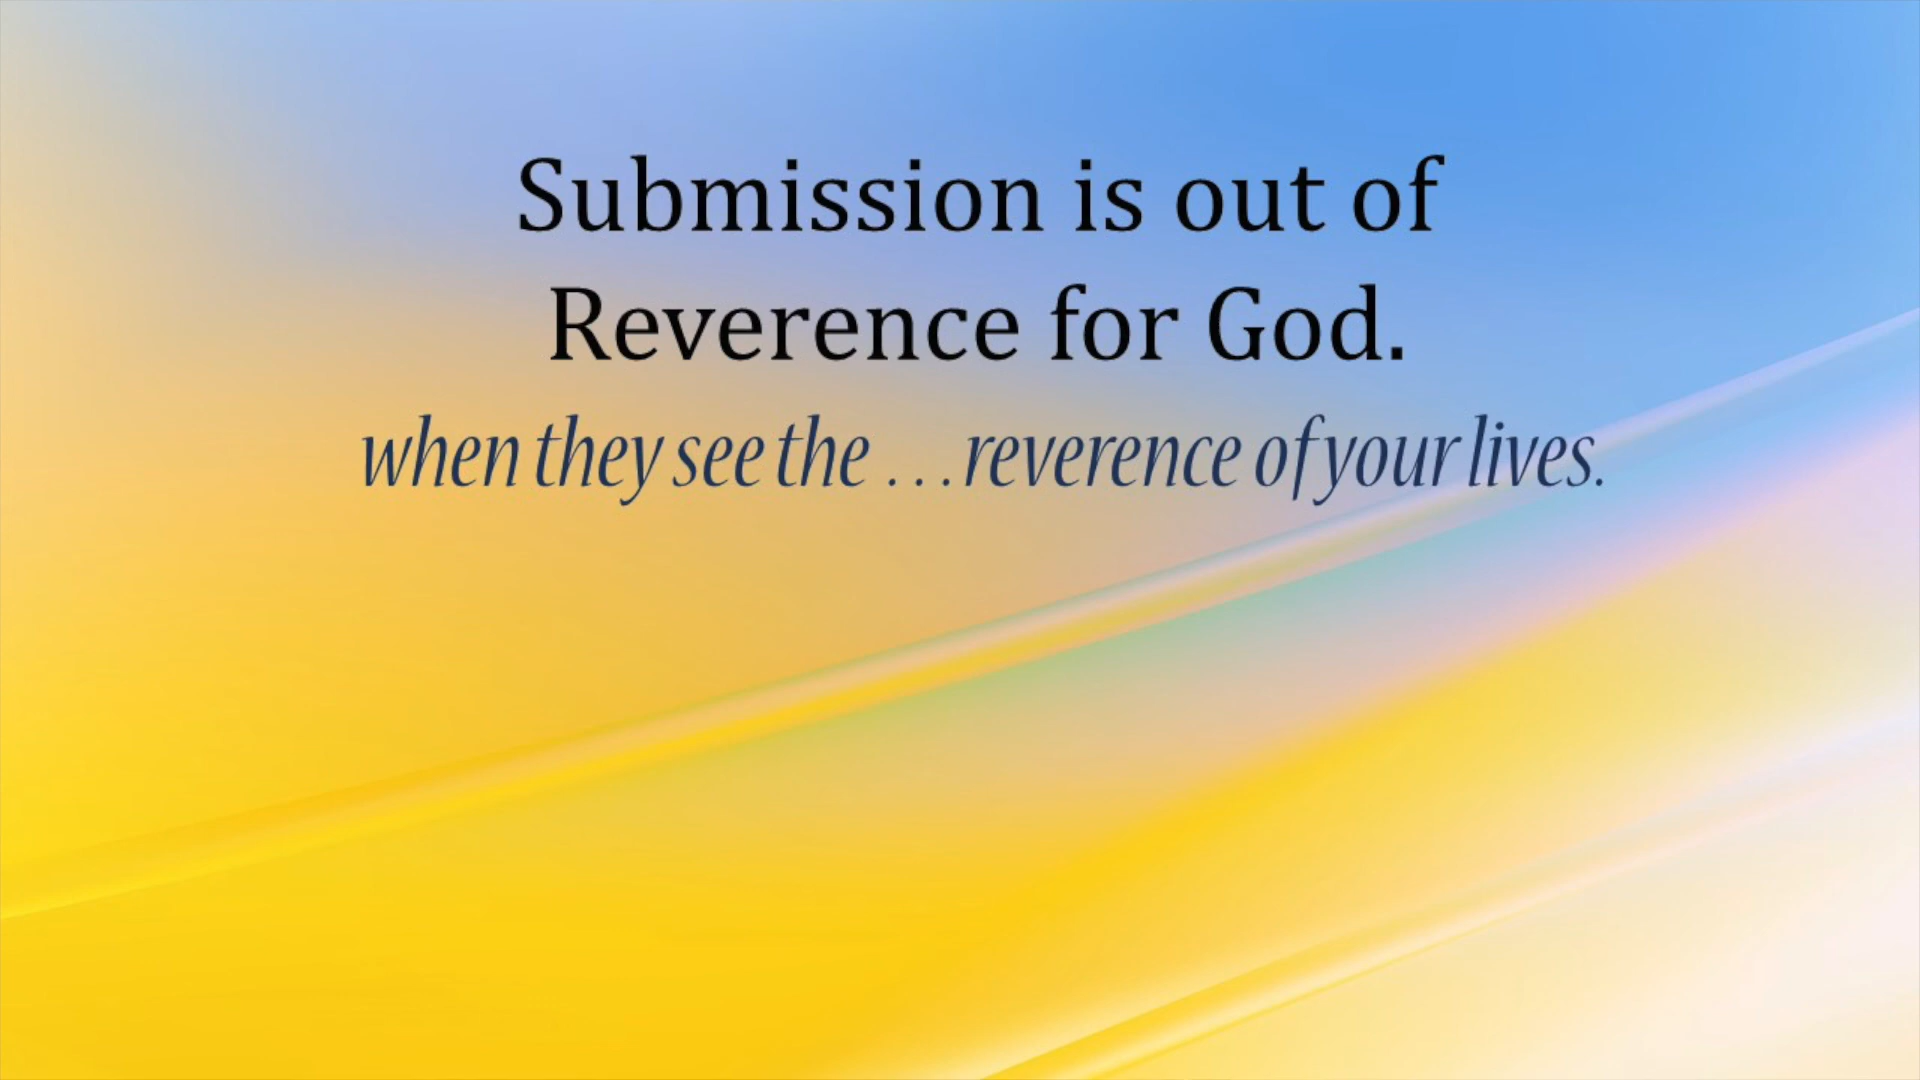 Submission is out of
Reverence for God.
when they see the . . . reverence of your lives.